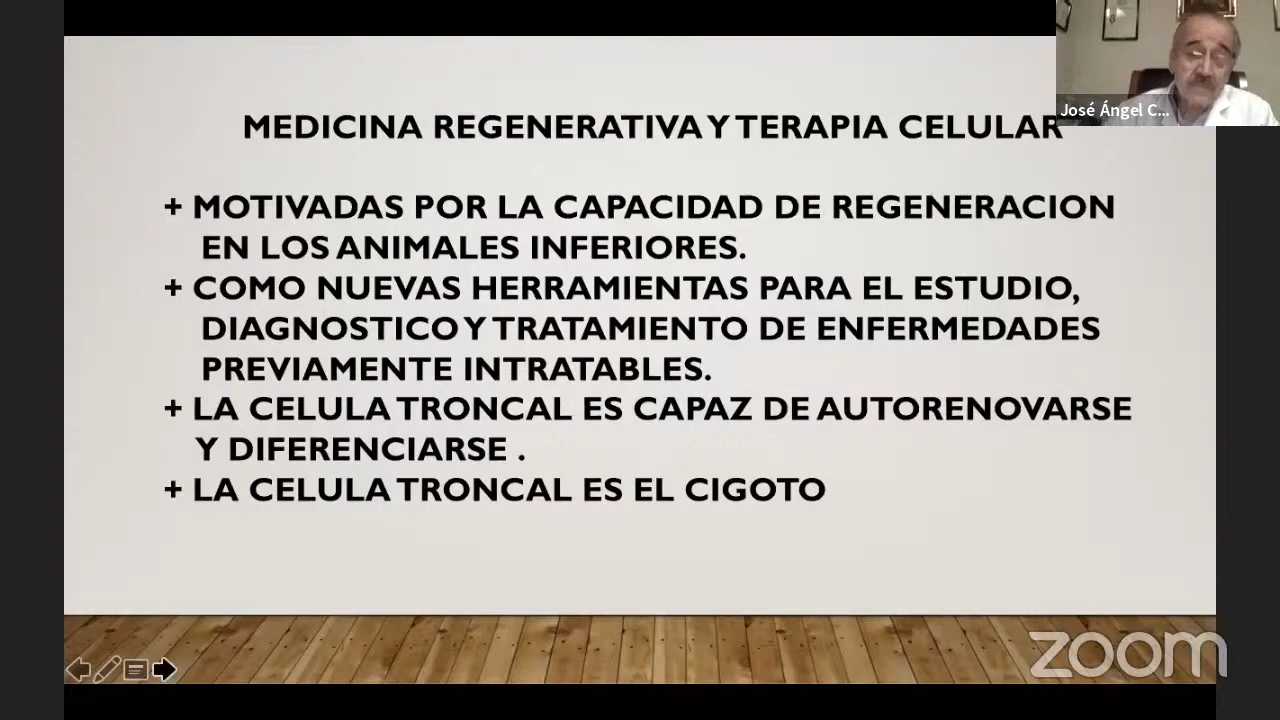 José Ángel C...
MEDICINA REGENERATIVA Y TERAPIA CELULAR
+ MOTIVADAS POR LA CAPACIDAD DE REGENERACION
EN LOS ANIMALES INFERIORES.
+ COMO NUEVAS HERRAMIENTAS PARA EL ESTUDIO,
DIAGNOSTICO Y TRATAMIENTO DE ENFERMEDADES
PREVIAMENTE INTRATABLES.
+ LA CELULA TRONCAL ES CAPAZ DE AUTORENOVARSE
Y DIFERENCIARSE .
+ LA CELULA TRONCAL ES EL CIGOTO
zoom